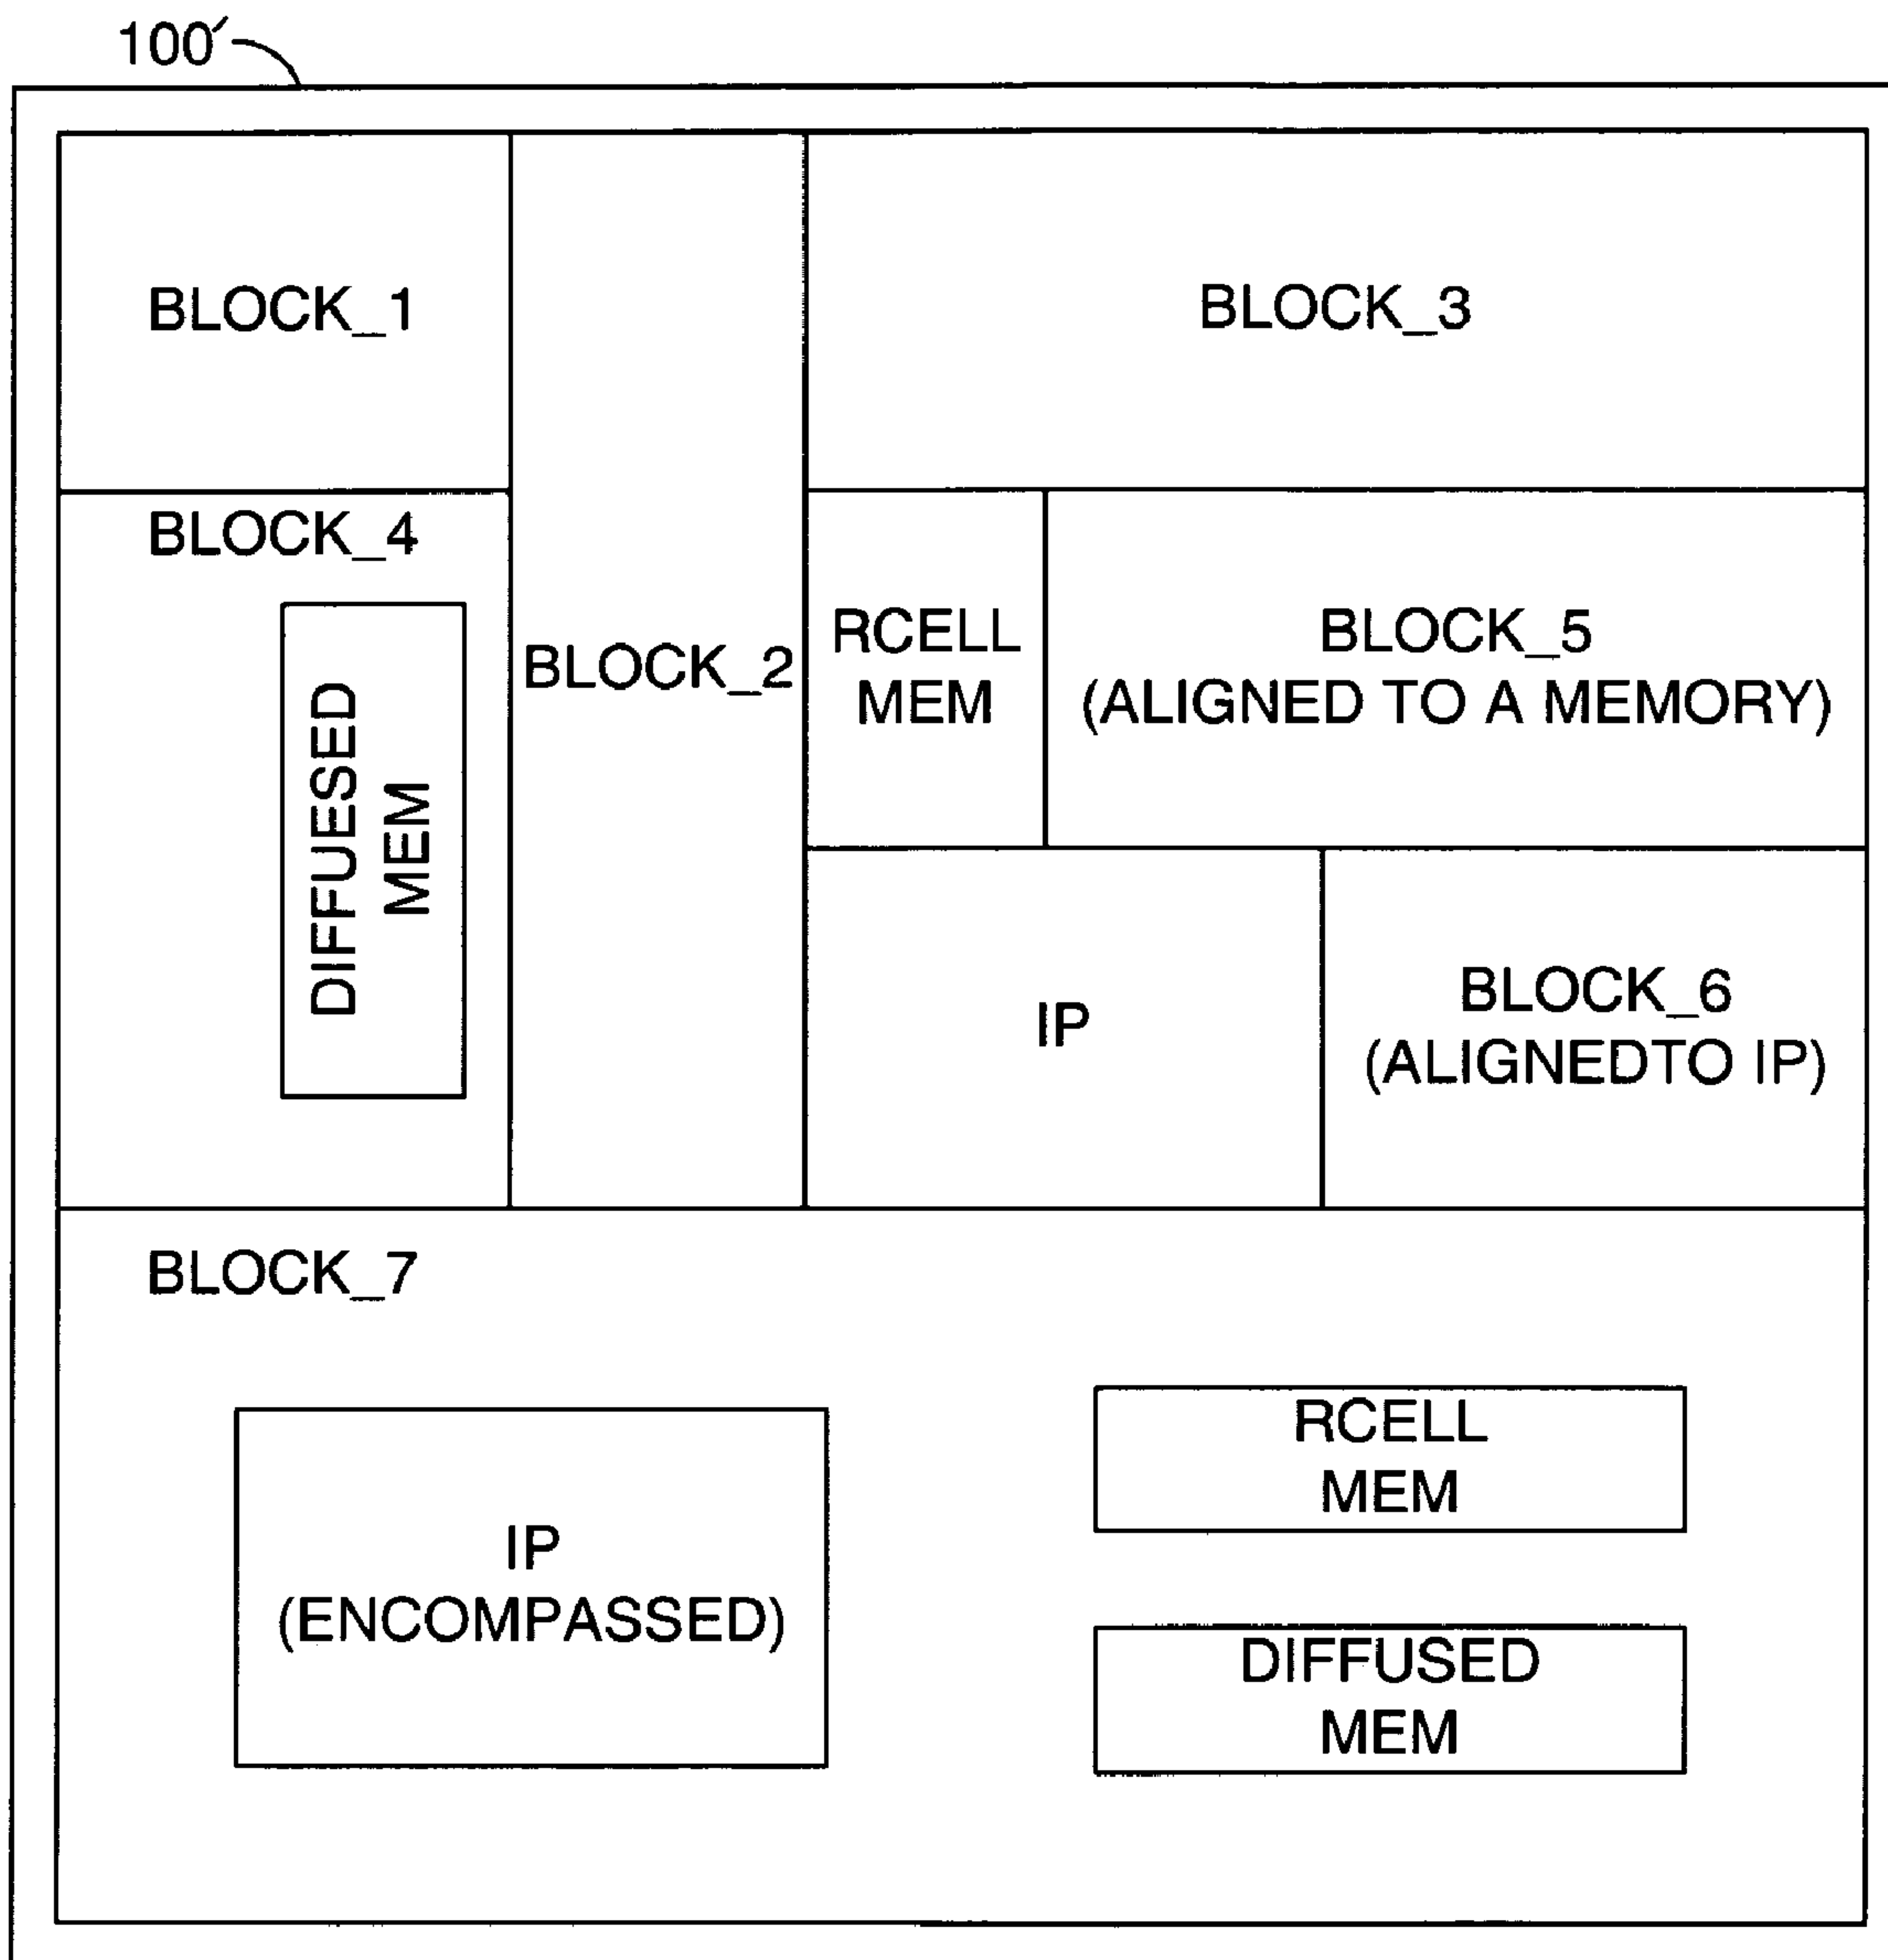 100′
BLOCK_1
BLOCK_3
BLOCK_4
DIFFUESED
MEM
BLOCK_2
RCELL
MEM
BLOCK_5
(ALIGNED TO A MEMORY)
IP
BLOCK_6
(ALIGNEDTO IP)
BLOCK_7
IP
(ENCOMPASSED)
RCELL
MEM
DIFFUSED
MEM